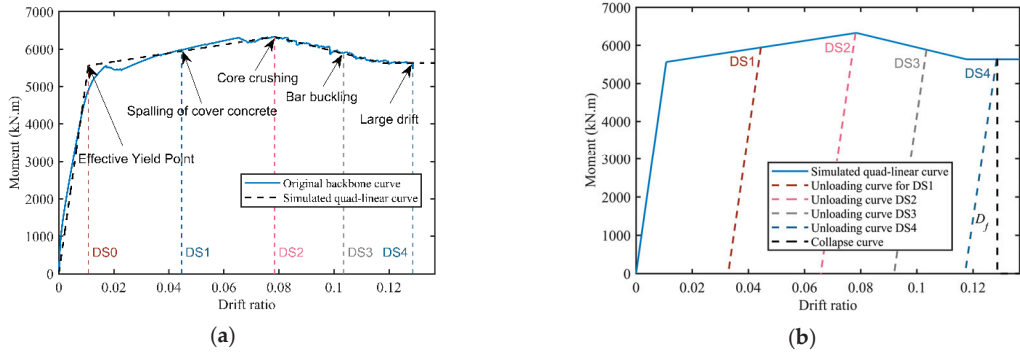 7000
6000
5000
4000
3000
2000
1000
0
Moment (kN.m)
Core crushing
Bar buckling
Spalling of cover concrete
Large drift
Effective Yield Point
Original backbone curve
Simulated quad-linear curve
DS0
DS1
DS2
DS3
DS4
0 0.02 0.04 0.06 0.08 0.1 0.12
Drift ratio
(a)
7000
6000
5000
4000
3000
2000
1000
0
Moment (kN.m)
DS1
DS2
DS3
DS4
Simulated quad-linear curve
Unloading curve for DS1
Unloading curve DS2
Unloading curve DS3
Unloading curve DS4
Collapse curve
Df
0 0.02 0.04 0.06 0.08 0.1 0.12
Drift ratio
(b)